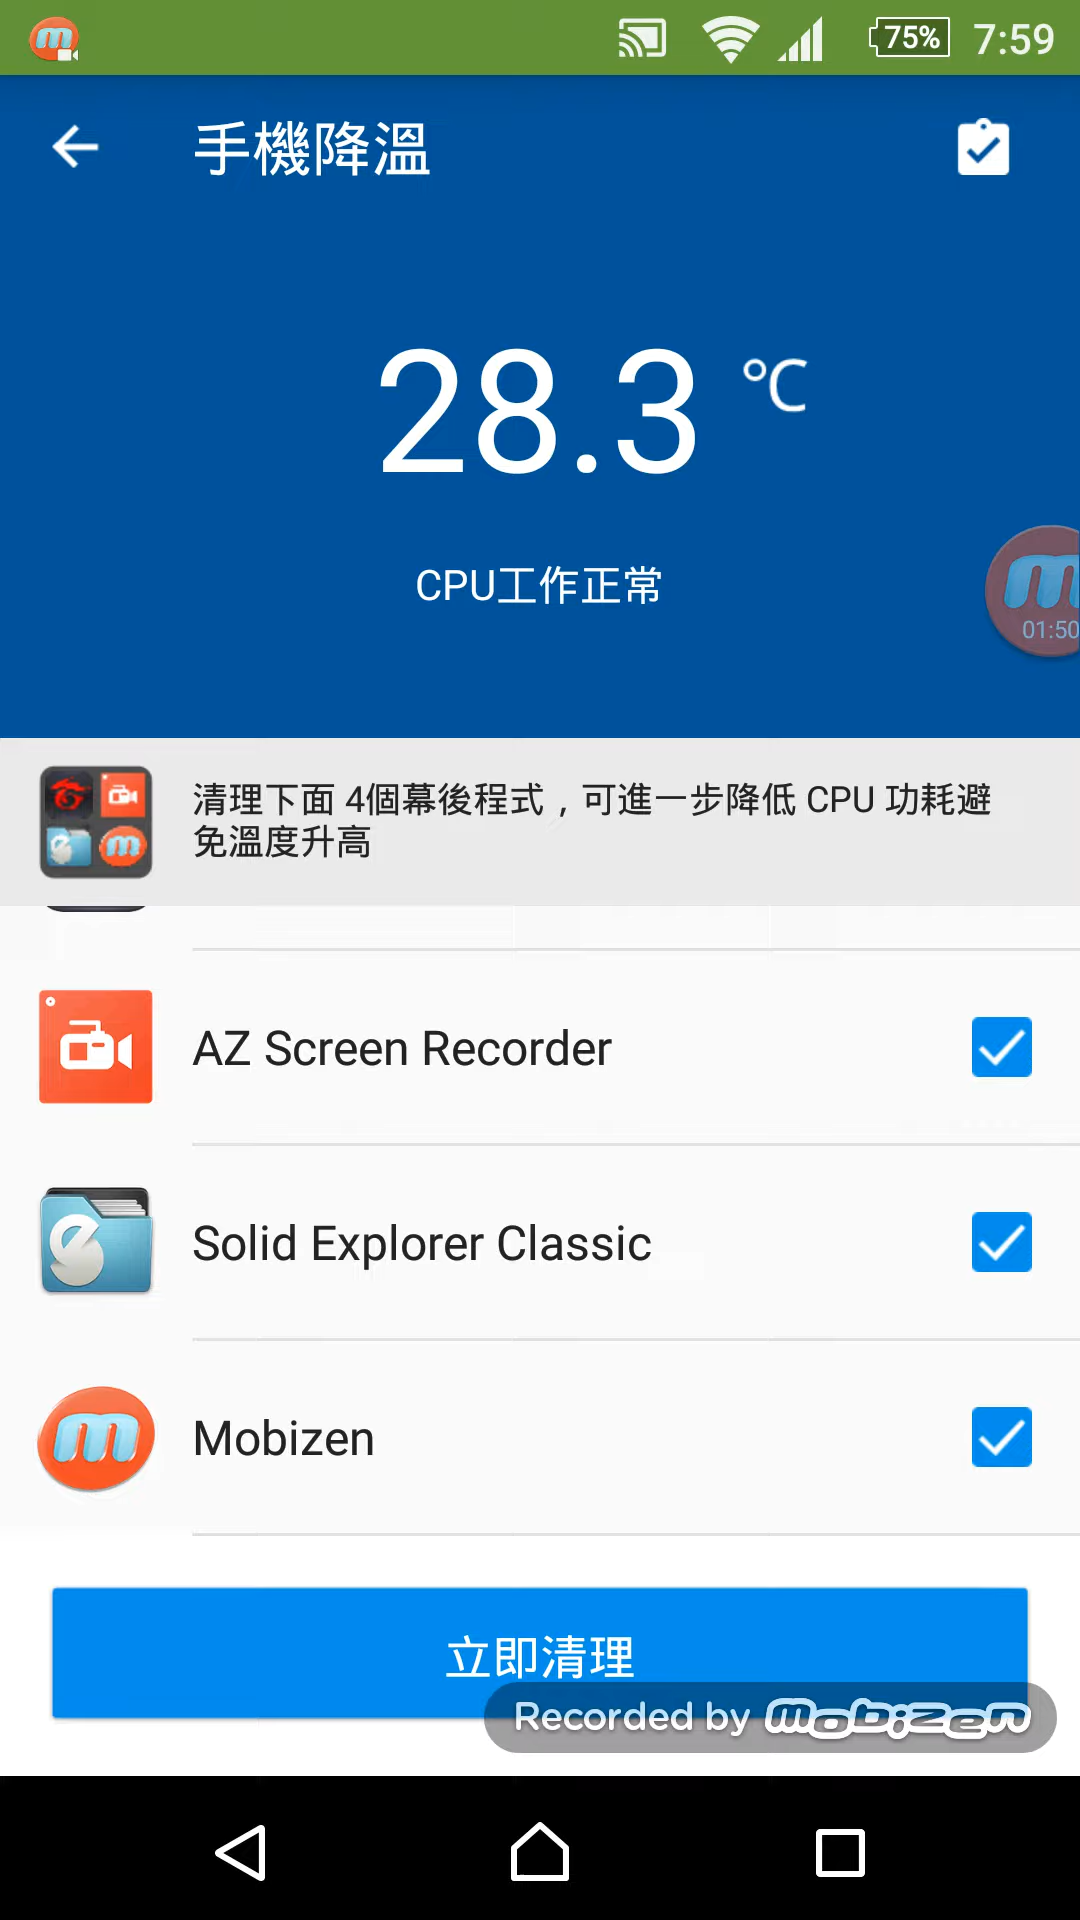 75% 7:59
手機降溫
28.3 °C
CPU工作正常
01:50
清理下面 4個幕後程式，可進一步降低 CPU 功耗避
免溫度升高
AZ Screen Recorder
Solid Explorer Classic
Mobizen
立即清理
Recorded by mobizen